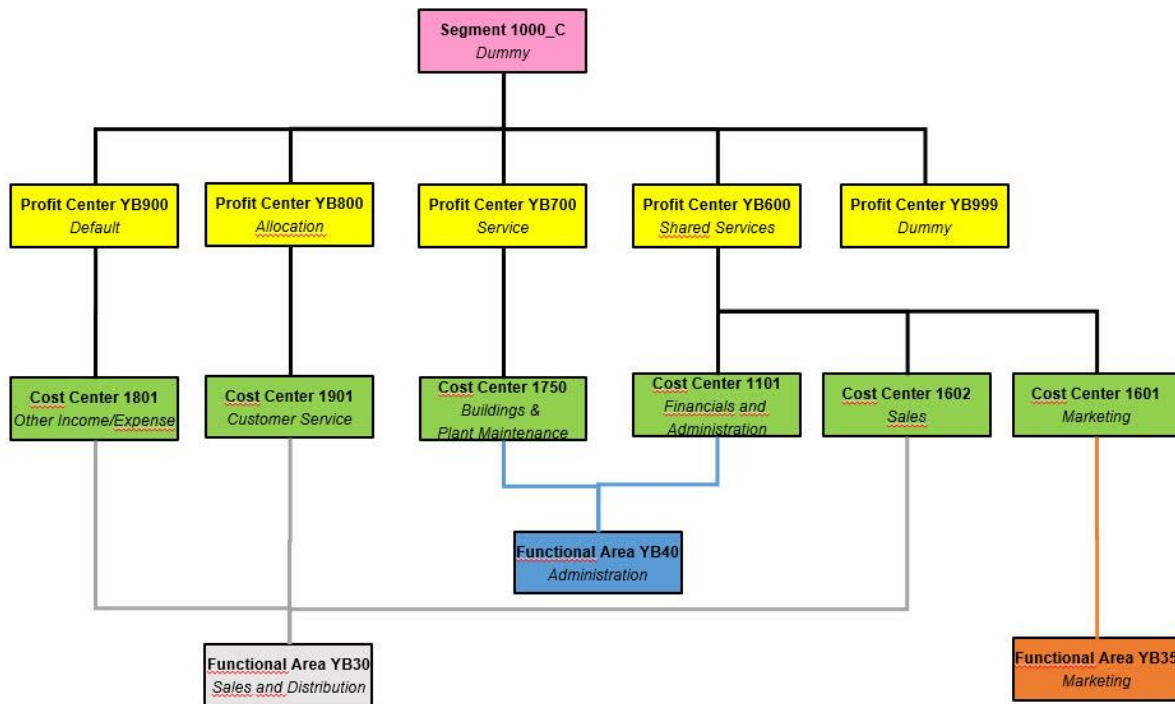 Segment 1000_C
Dummy
Profit Center YB900
Default
Profit Center YB800
Allocation
Profit Center YB700
Service
Profit Center YB600
Shared Services
Profit Center YB999
Dummy
Cost Center 1801
Other Income/Expense
Cost Center 1901
Customer Service
Cost Center 1750
Buildings &
Plant Maintenance
Cost Center 1101
Financials and
Administration
Cost Center 1602
Sales
Cost Center 1601
Marketing
Functional Area YB40
Administration
Functional Area YB30
Sales and Distribution
Functional Area YB35
Marketing